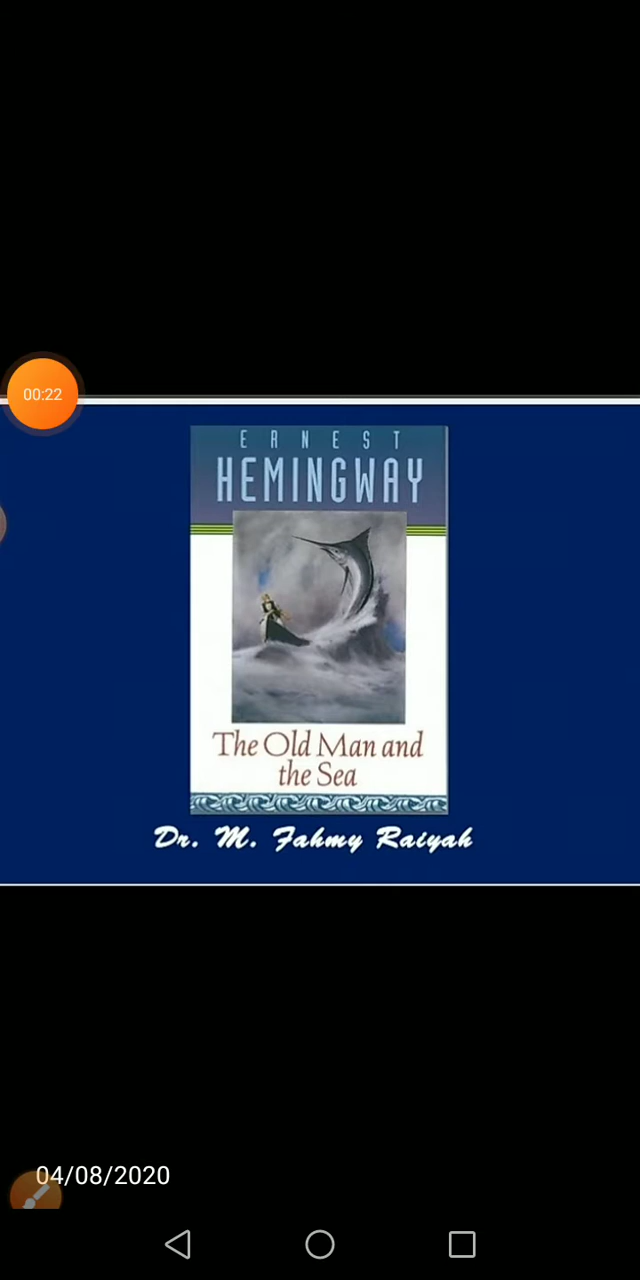 00:22
ERNEST
HEMINGWAY
The Old Man and
the Sea
Dr. M. Fahmy Raiyah
04/08/2020